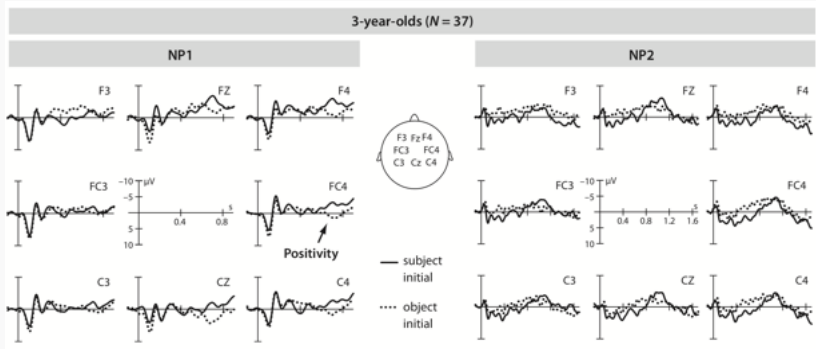 3-year-olds (N = 37)
NP1
NP2
F3
FZ
F4
F3 Fz F4
FC3 FC4
C3 Cz C4
F3
FZ
F4
FC3
-10 μV
-5
5
10
s
0.4 0.8
FC4
Positivity
FC3
-10 μV
-5
5
10
s
0.4 0.8 1.2 1.6
FC4
subject
initial
object
initial
C3
CZ
C4
C3
CZ
C4